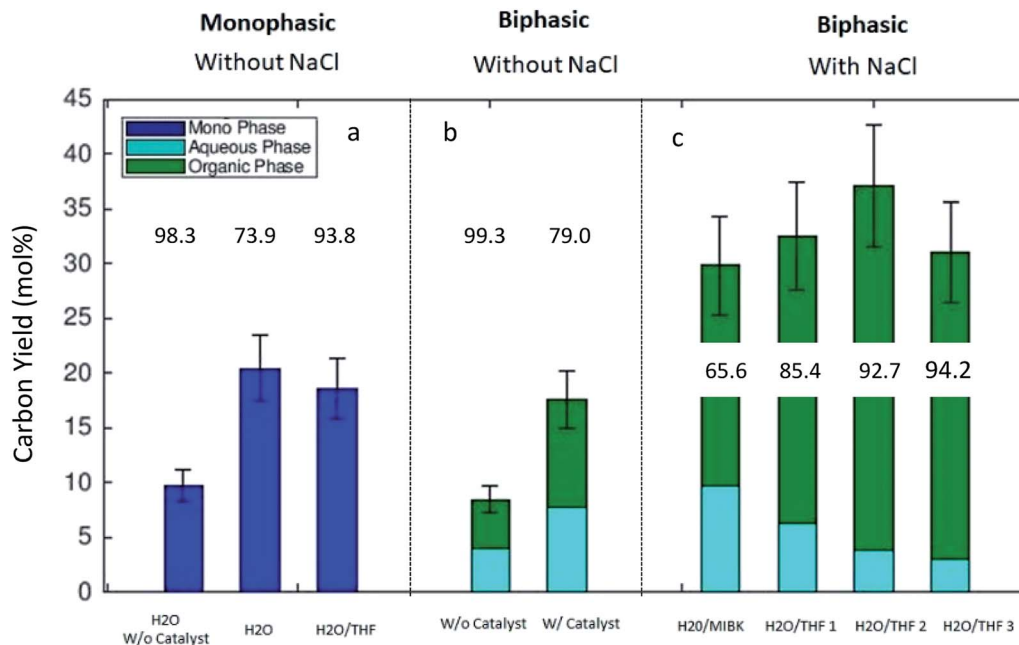 Monophasic
Without NaCl
Biphasic
Without NaCl
Biphasic
With NaCl
Carbon Yield (mol%)
45
40
35
30
25
20
15
10
5
0
Mono Phase
Aqueous Phase
Organic Phase
a
b
c
98.3
73.9
93.8
99.3
79.0
65.6
85.4
92.7
94.2
H2O
W/o Catalyst
H2O
H2O/THF
W/o Catalyst
W/ Catalyst
H20/MIBK
H2O/THF 1
H2O/THF 2
H2O/THF 3